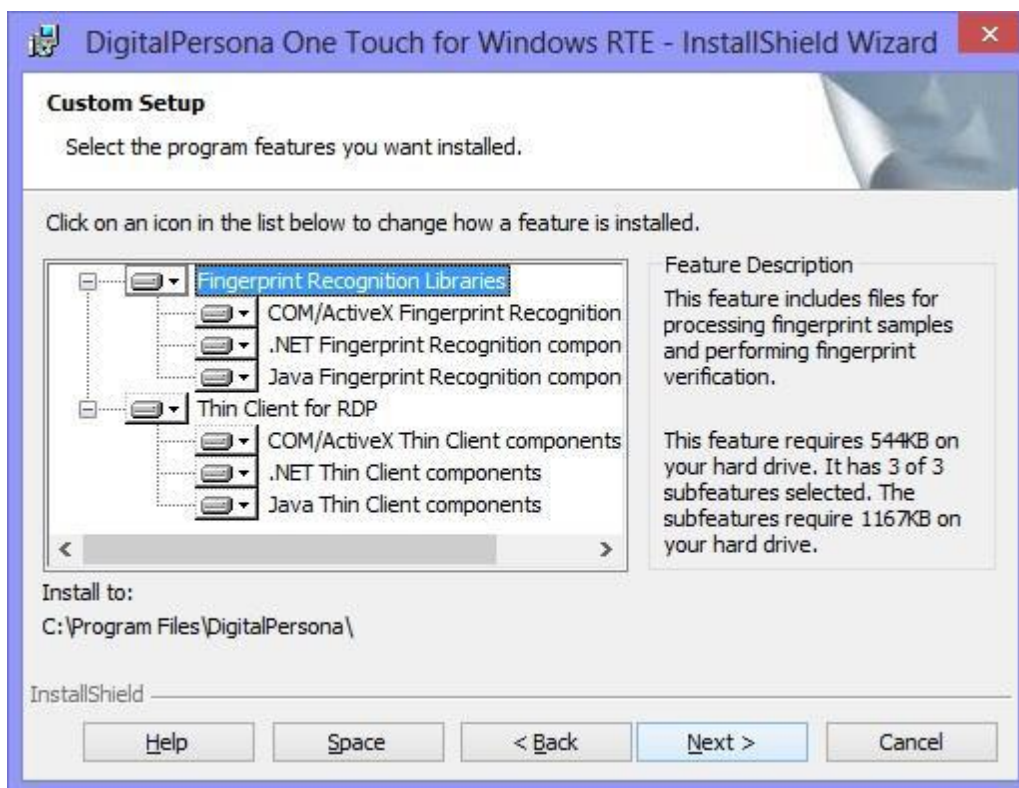 DigitalPersona One Touch for Windows RTE - InstallShield Wizard
Custom Setup
Select the program features you want installed.
Click on an icon in the list below to change how a feature is installed.
Fingerprint Recognition Libraries
COM/ActiveX Fingerprint Recognition
.NET Fingerprint Recognition compon
Java Fingerprint Recognition compon
Thin Client for RDP
COM/ActiveX Thin Client components
.NET Thin Client components
Java Thin Client components
Feature Description
This feature includes files for
processing fingerprint samples
and performing fingerprint
verification.
This feature requires 544KB on
your hard drive. It has 3 of 3
subfeatures selected. The
subfeatures require 1167KB on
your hard drive.
Install to:
C:\Program Files\DigitalPersona\
InstallShield
Help
Space
< Back
Next >
Cancel